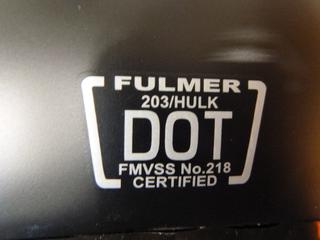 FULMER
203/HULK
DOT
FMVSS No.218
CERTIFIED